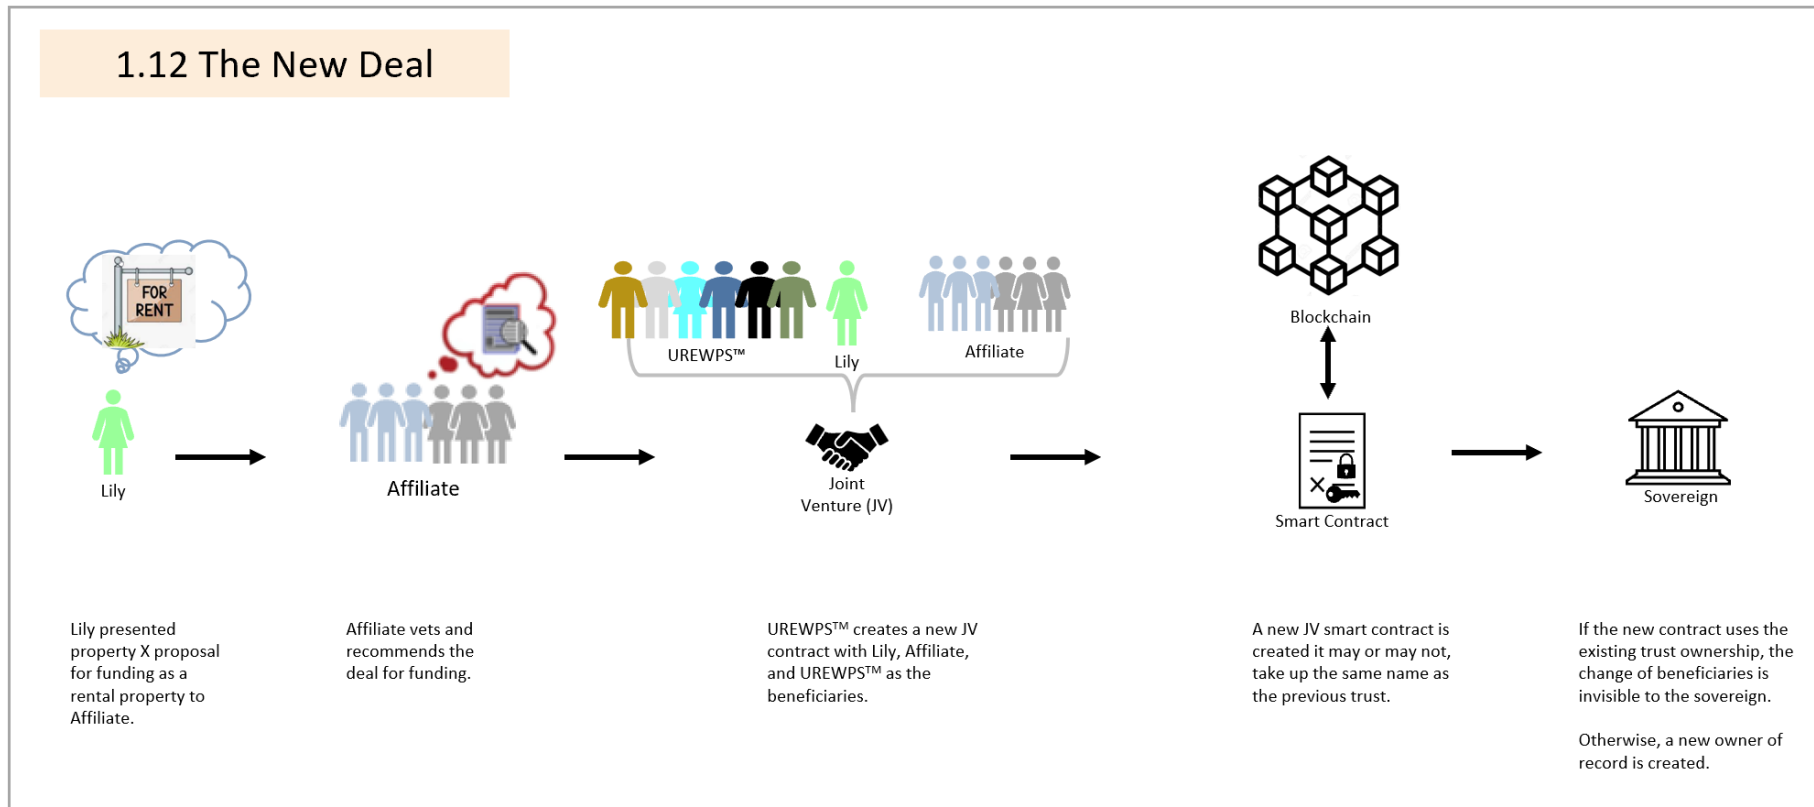 1.12 The New Deal
FOR
RENT
Lily
Affiliate
UREWPS™
Lily
Affiliate
Joint
Venture (JV)
Blockchain
Smart Contract
Sovereign
Lily presented
property X proposal
for funding as a
rental property to
Affiliate.
Affiliate vets and
recommends the
deal for funding.
UREWPS™ creates a new JV
contract with Lily, Affiliate,
and UREWPS™ as the
beneficiaries.
A new JV smart contract is
created it may or may not,
take up the same name as
the previous trust.
If the new contract uses the
existing trust ownership, the
change of beneficiaries is
invisible to the sovereign.
Otherwise, a new owner of
record is created.